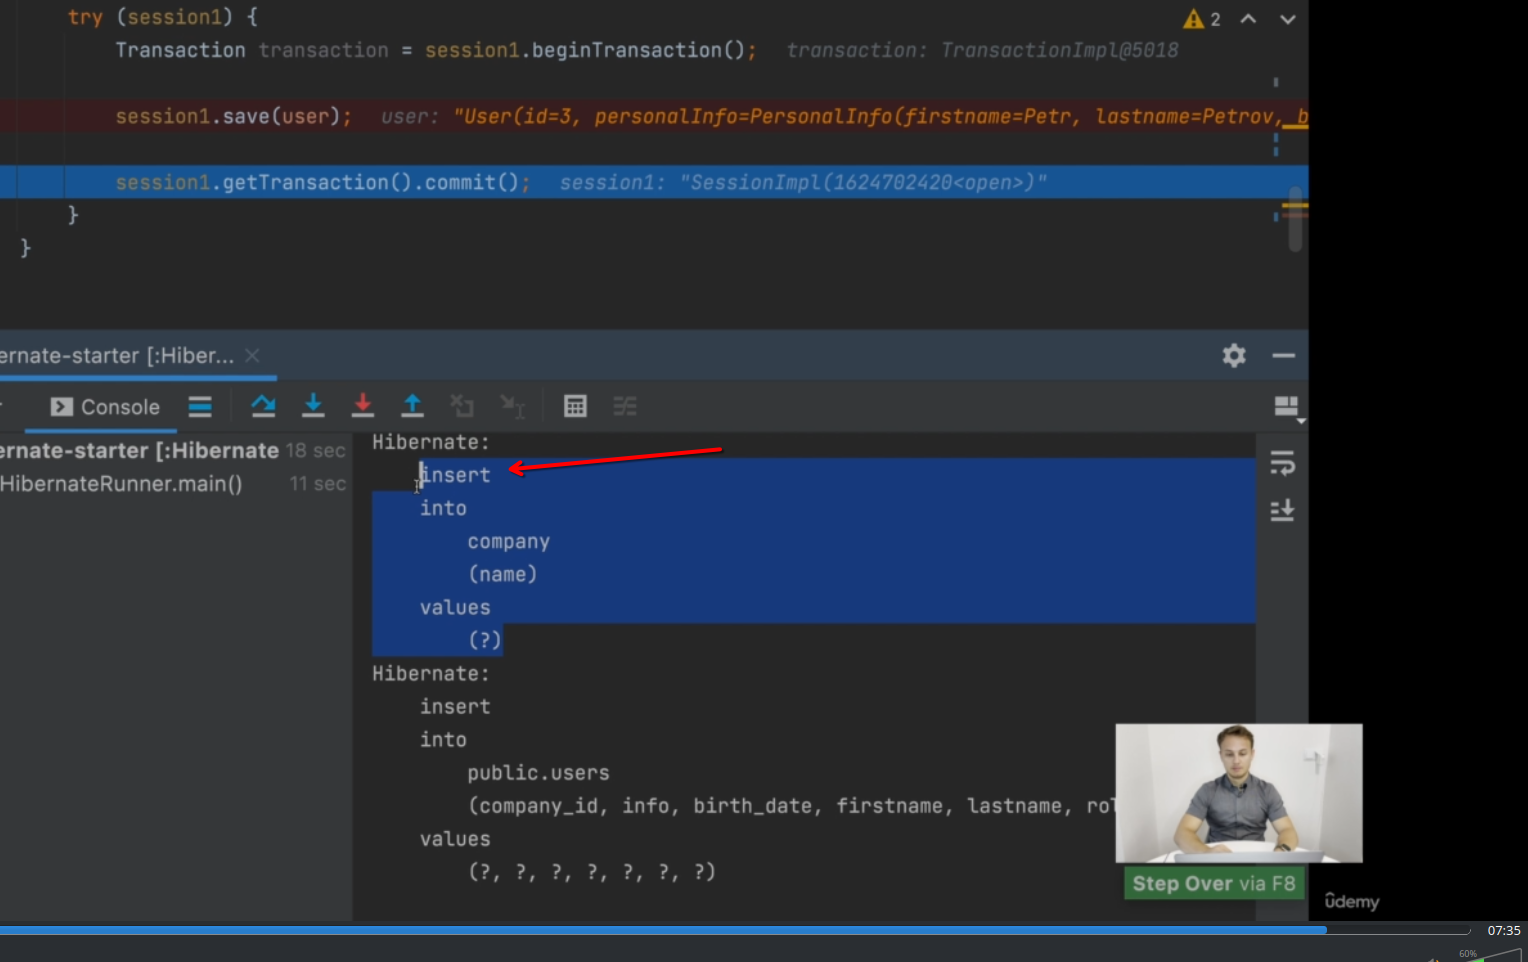 try (session1) {
2
Transaction transaction = session1.beginTransaction();   transaction: TransactionImpl@5018
session1.save(user);   user: "User(id=3, personalInfo=PersonalInfo(firstname=Petr, lastname=Petrov, b
session1.getTransaction().commit();   session1: "SessionImpl(1624702420<open>)"
}
}
ernate-starter [:Hiber...
Console
ernate-starter [:Hibernate 18 sec
HibernateRunner.main() 11 sec
Hibernate:
insert
into
company
(name)
values
(?)
Hibernate:
insert
into
public.users
(company_id, info, birth_date, firstname, lastname, rol
values
(?, ?, ?, ?, ?, ?, ?)
Step Over via F8
ûdemy
07:35
60%